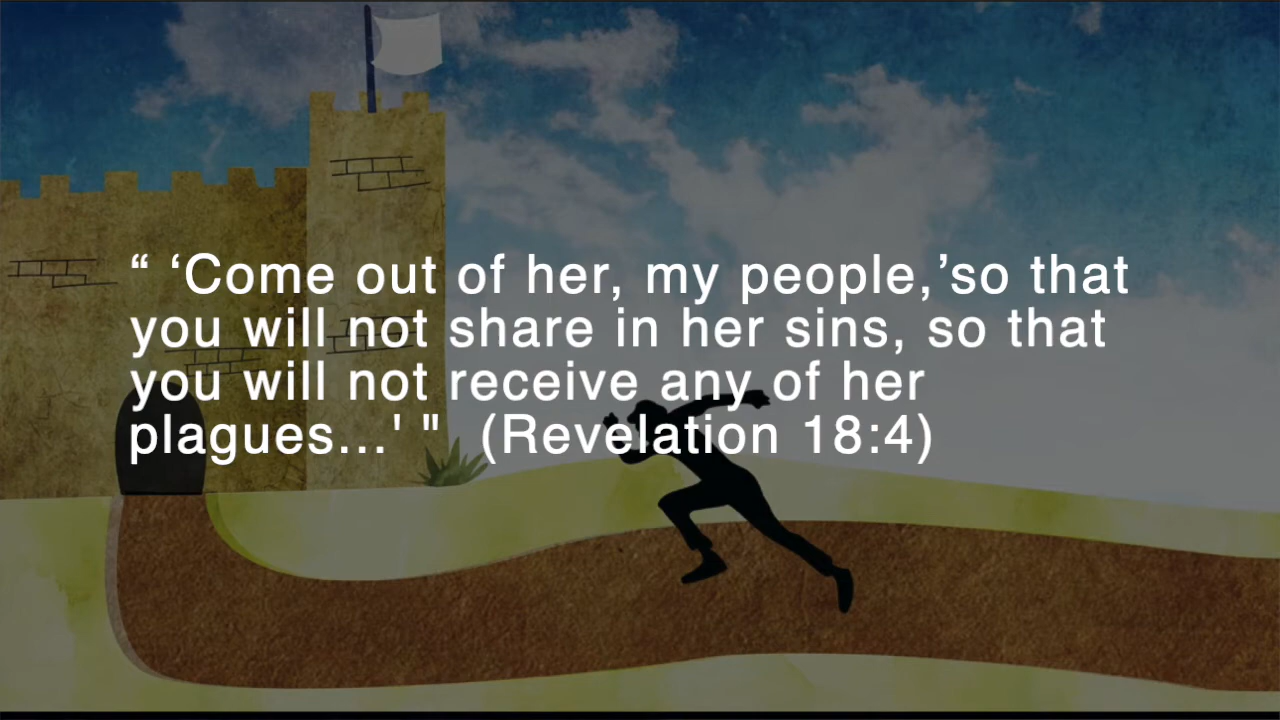 “ ‘Come out of her, my people,’so that
you will not share in her sins, so that
you will not receive any of her
plagues...' "  (Revelation 18:4)